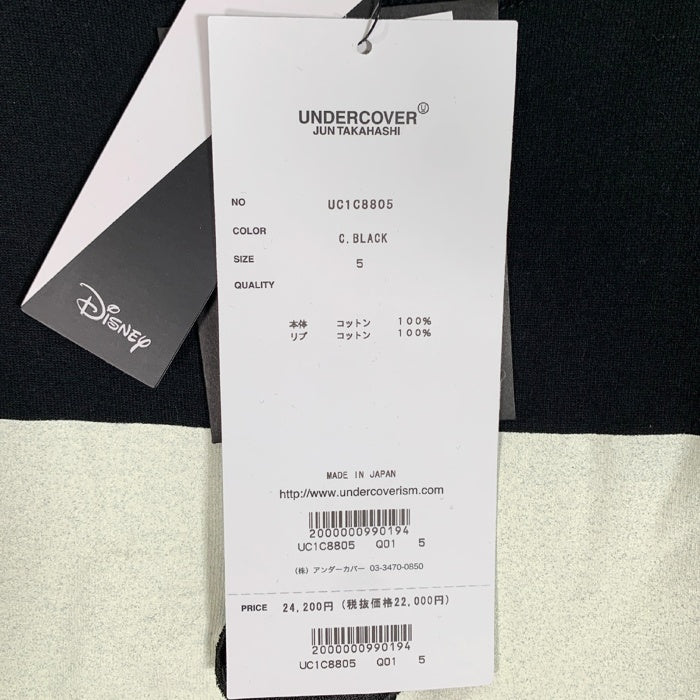 UNDERCOVER U
JUN TAKAHASHI
NO UC1C8805
COLOR C.BLACK
SIZE 5
QUALITY
本体 コットン 100%
リブ コットン 100%
MADE IN JAPAN
http://www.undercoverism.com
2000000990194
UC1C8805 Q01 5
(株) アンダーカバー 03-3470-0850
PRICE 24,200円 (税抜価格22,000円)
2000000990194
UC1C8805 Q01 5
Disney